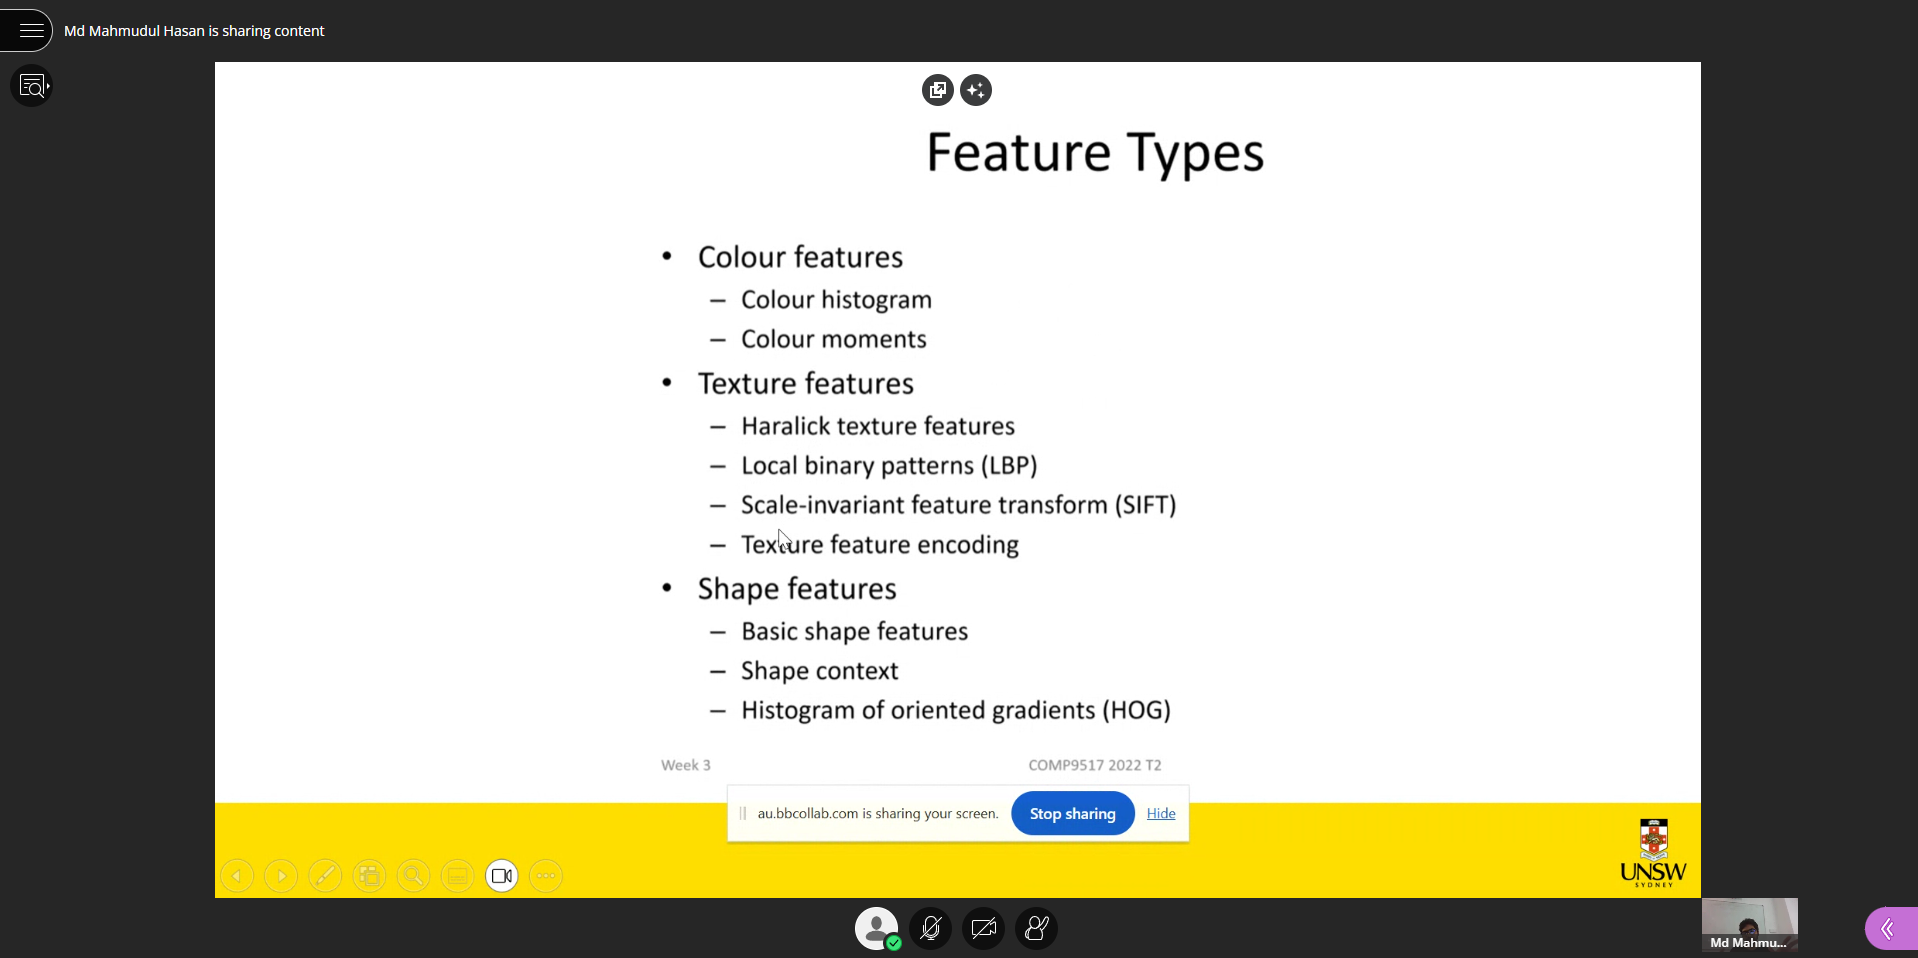 Md Mahmudul Hasan is sharing content
Feature Types
• Colour features
– Colour histogram
– Colour moments
• Texture features
– Haralick texture features
– Local binary patterns (LBP)
– Scale-invariant feature transform (SIFT)
– Texture feature encoding
• Shape features
– Basic shape features
– Shape context
– Histogram of oriented gradients (HOG)
Week 3
COMP9517 2022 T2
au.bbcollab.com is sharing your screen.
Stop sharing
Hide
UNSW
SYDNEY
Md Mahmu...